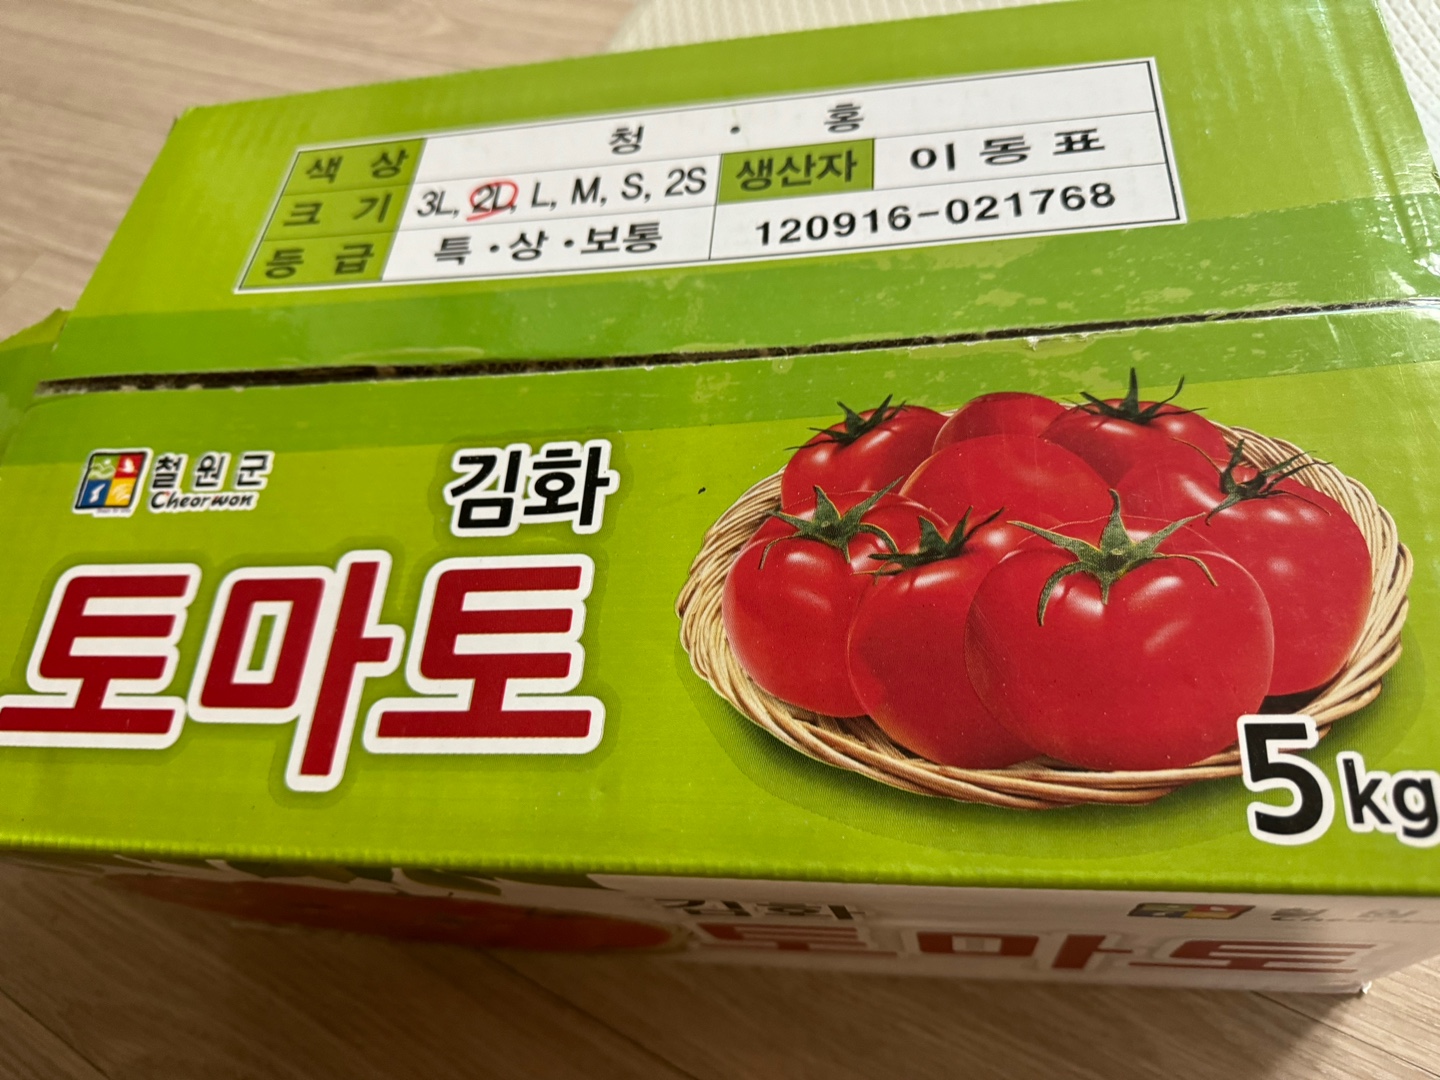 색상 청 · 홍
크기 3L, 2L, L, M, S, 2S 생산자 이동표
등급 특 · 상 · 보통 120916-021768
철원군
Cheorwon
김화
토마토
5kg
김화
토마토